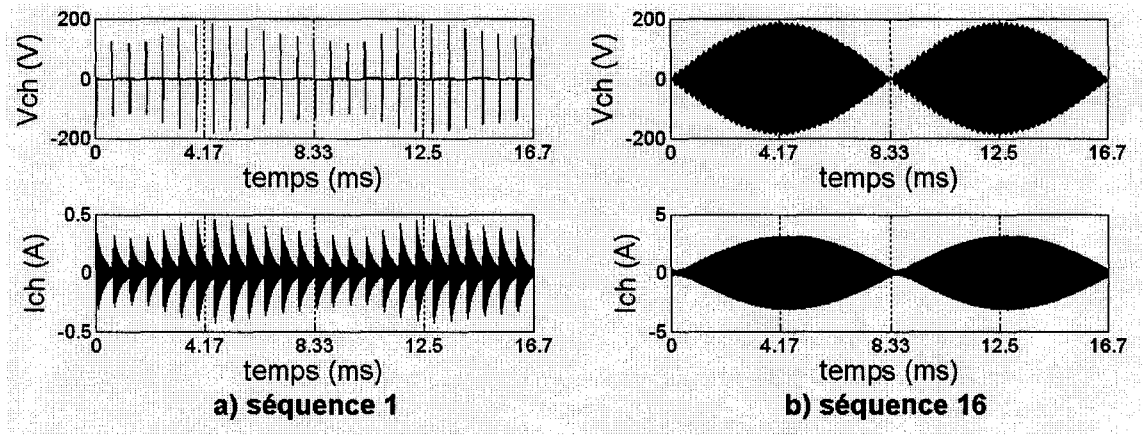 200
0
-200
Vch (V)
0 4.17 8.33 12.5 16.7
temps (ms)
0.5
0
-0.5
Ich (A)
0 4.17 8.33 12.5 16.7
temps (ms)
a) séquence 1
200
0
-200
Vch (V)
0 4.17 8.33 12.5 16.7
temps (ms)
5
0
-5
Ich (A)
0 4.17 8.33 12.5 16.7
temps (ms)
b) séquence 16